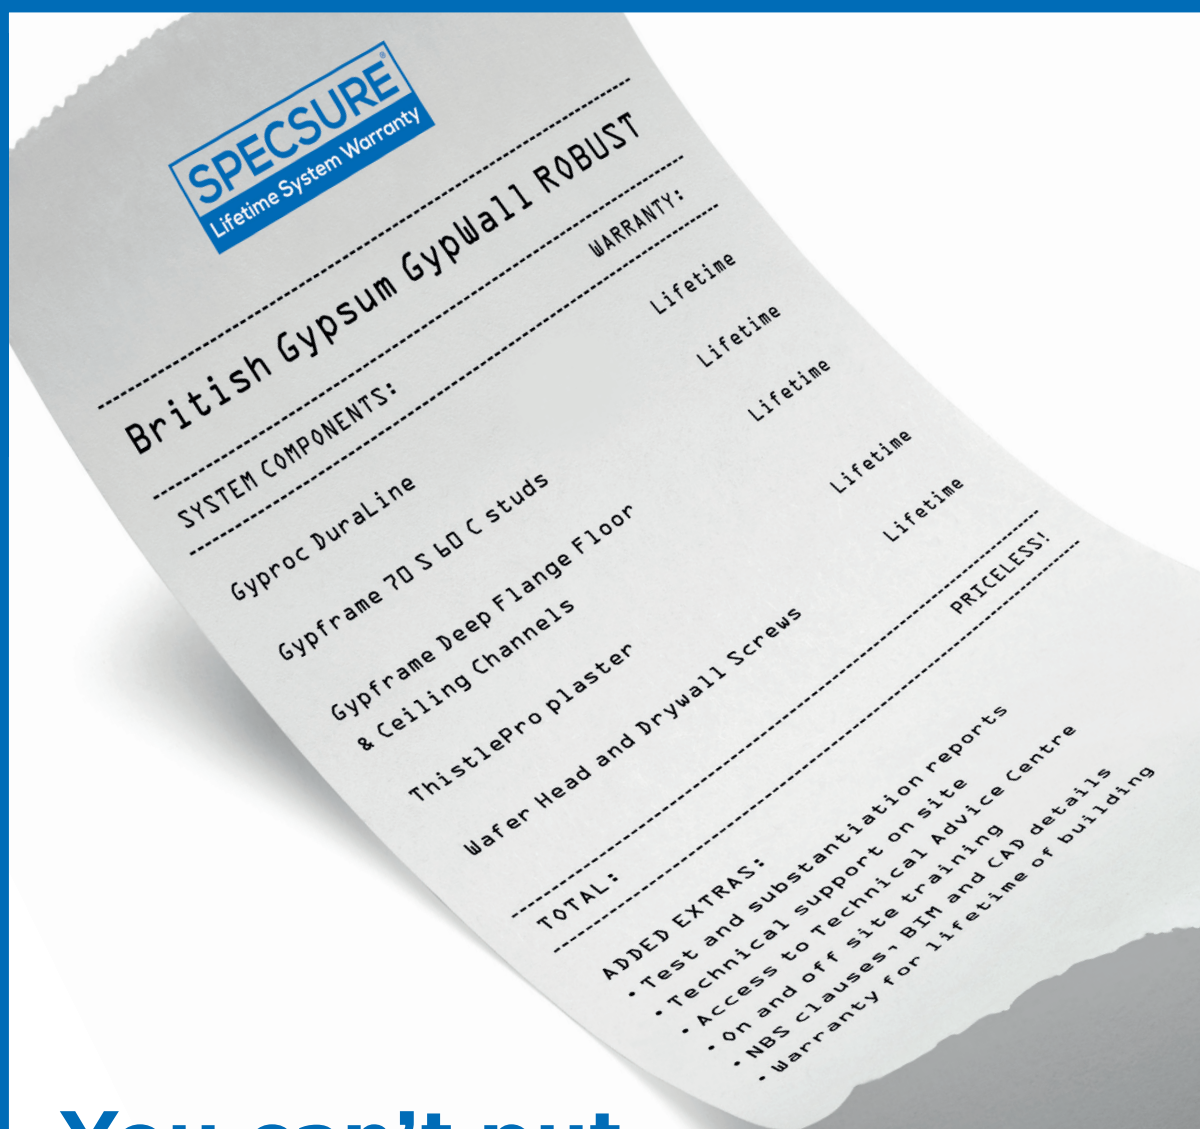 SPECSURE®
Lifetime System Warranty
British Gypsum GypWall ROBUST
SYSTEM COMPONENTS: WARRANTY:
Gyproc DuraLine Lifetime
Gypframe 70 S 60 C studs Lifetime
Gypframe Deep Flange Floor Lifetime
& Ceiling Channels
ThistlePro plaster Lifetime
Wafer Head and Drywall Screws Lifetime
TOTAL: PRICELESS!
ADDED EXTRAS:
• Test and substantiation reports
• Technical support on site
• Access to Technical Advice Centre
• On and off site training
• NBS clauses, BIM and CAD details
• Warranty for lifetime of building
You can't put